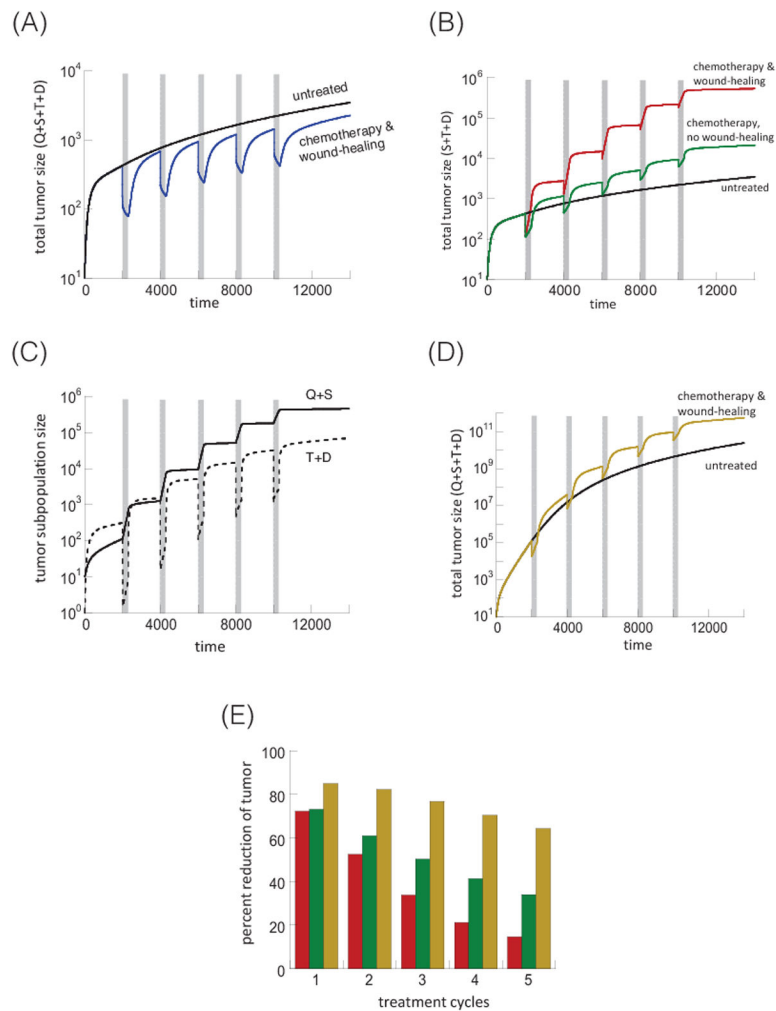 (A)
total tumor size (Q+S+T+D)
10^4
10^3
10^2
10^1
untreated
chemotherapy &
wound-healing
0
4000
8000
12000
time
(B)
total tumor size (S+T+D)
10^6
10^5
10^4
10^3
10^2
10^1
chemotherapy &
wound-healing
chemotherapy,
no wound-healing
untreated
0
4000
8000
12000
time
(C)
tumor subpopulation size
10^6
10^5
10^4
10^3
10^2
10^1
10^0
Q+S
T+D
0
4000
8000
12000
time
(D)
total tumor size (Q+S+T+D)
10^11
10^9
10^7
10^5
10^3
10^1
chemotherapy &
wound-healing
untreated
0
4000
8000
12000
time
(E)
percent reduction of tumor
100
80
60
40
20
0
1
2
3
4
5
treatment cycles